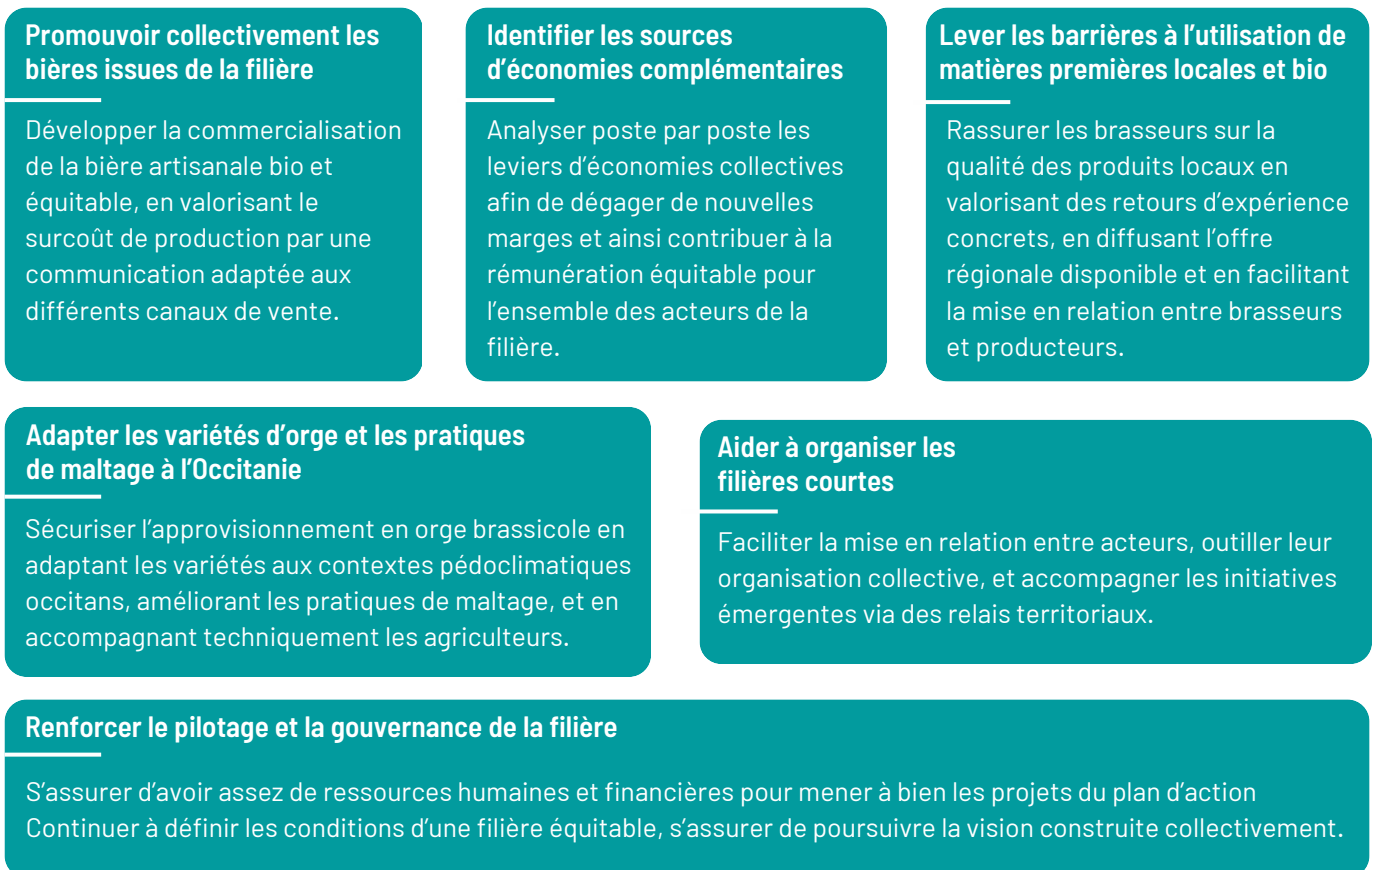 Promouvoir collectivement les
bières issues de la filière
Développer la commercialisation
de la bière artisanale bio et
équitable, en valorisant le
surcoût de production par une
communication adaptée aux
différents canaux de vente.
Identifier les sources
d'économies complémentaires
Analyser poste par poste les
leviers d'économies collectives
afin de dégager de nouvelles
marges et ainsi contribuer à la
rémunération équitable pour
l'ensemble des acteurs de la
filière.
Lever les barrières à l'utilisation de
matières premières locales et bio
Rassurer les brasseurs sur la
qualité des produits locaux en
valorisant des retours d'expérience
concrets, en diffusant l'offre
régionale disponible et en facilitant
la mise en relation entre brasseurs
et producteurs.
Adapter les variétés d'orge et les pratiques
de maltage à l'Occitanie
Sécuriser l'approvisionnement en orge brassicole en
adaptant les variétés aux contextes pédoclimatiques
occitans, améliorant les pratiques de maltage, et en
accompagnant techniquement les agriculteurs.
Aider à organiser les
filières courtes
Faciliter la mise en relation entre acteurs, outiller leur
organisation collective, et accompagner les initiatives
émergentes via des relais territoriaux.
Renforcer le pilotage et la gouvernance de la filière
S'assurer d'avoir assez de ressources humaines et financières pour mener à bien les projets du plan d'action
Continuer à définir les conditions d'une filière équitable, s'assurer de poursuivre la vision construite collectivement.